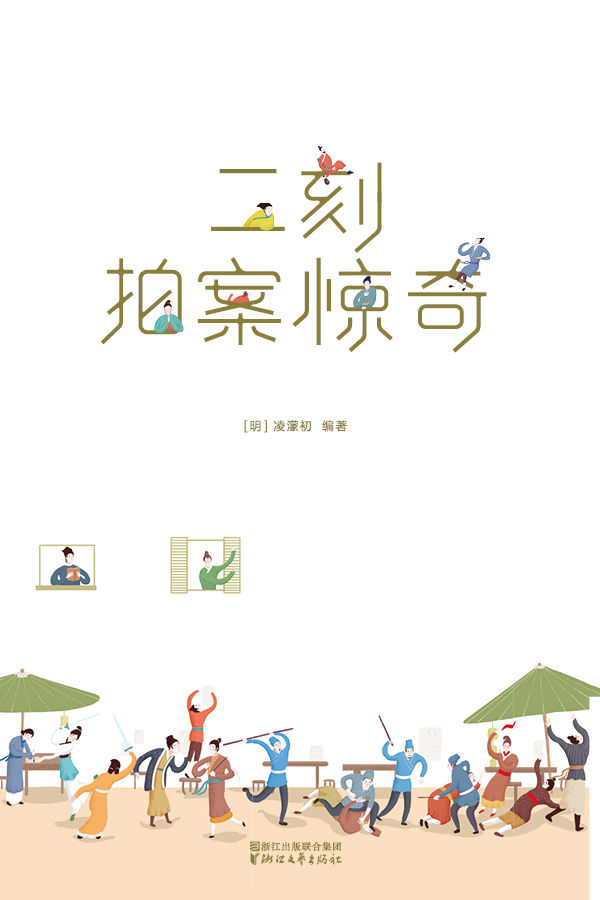 二刻
拍案惊奇
[明] 凌濛初 编著
浙江出版联合集团
浙江文艺出版社